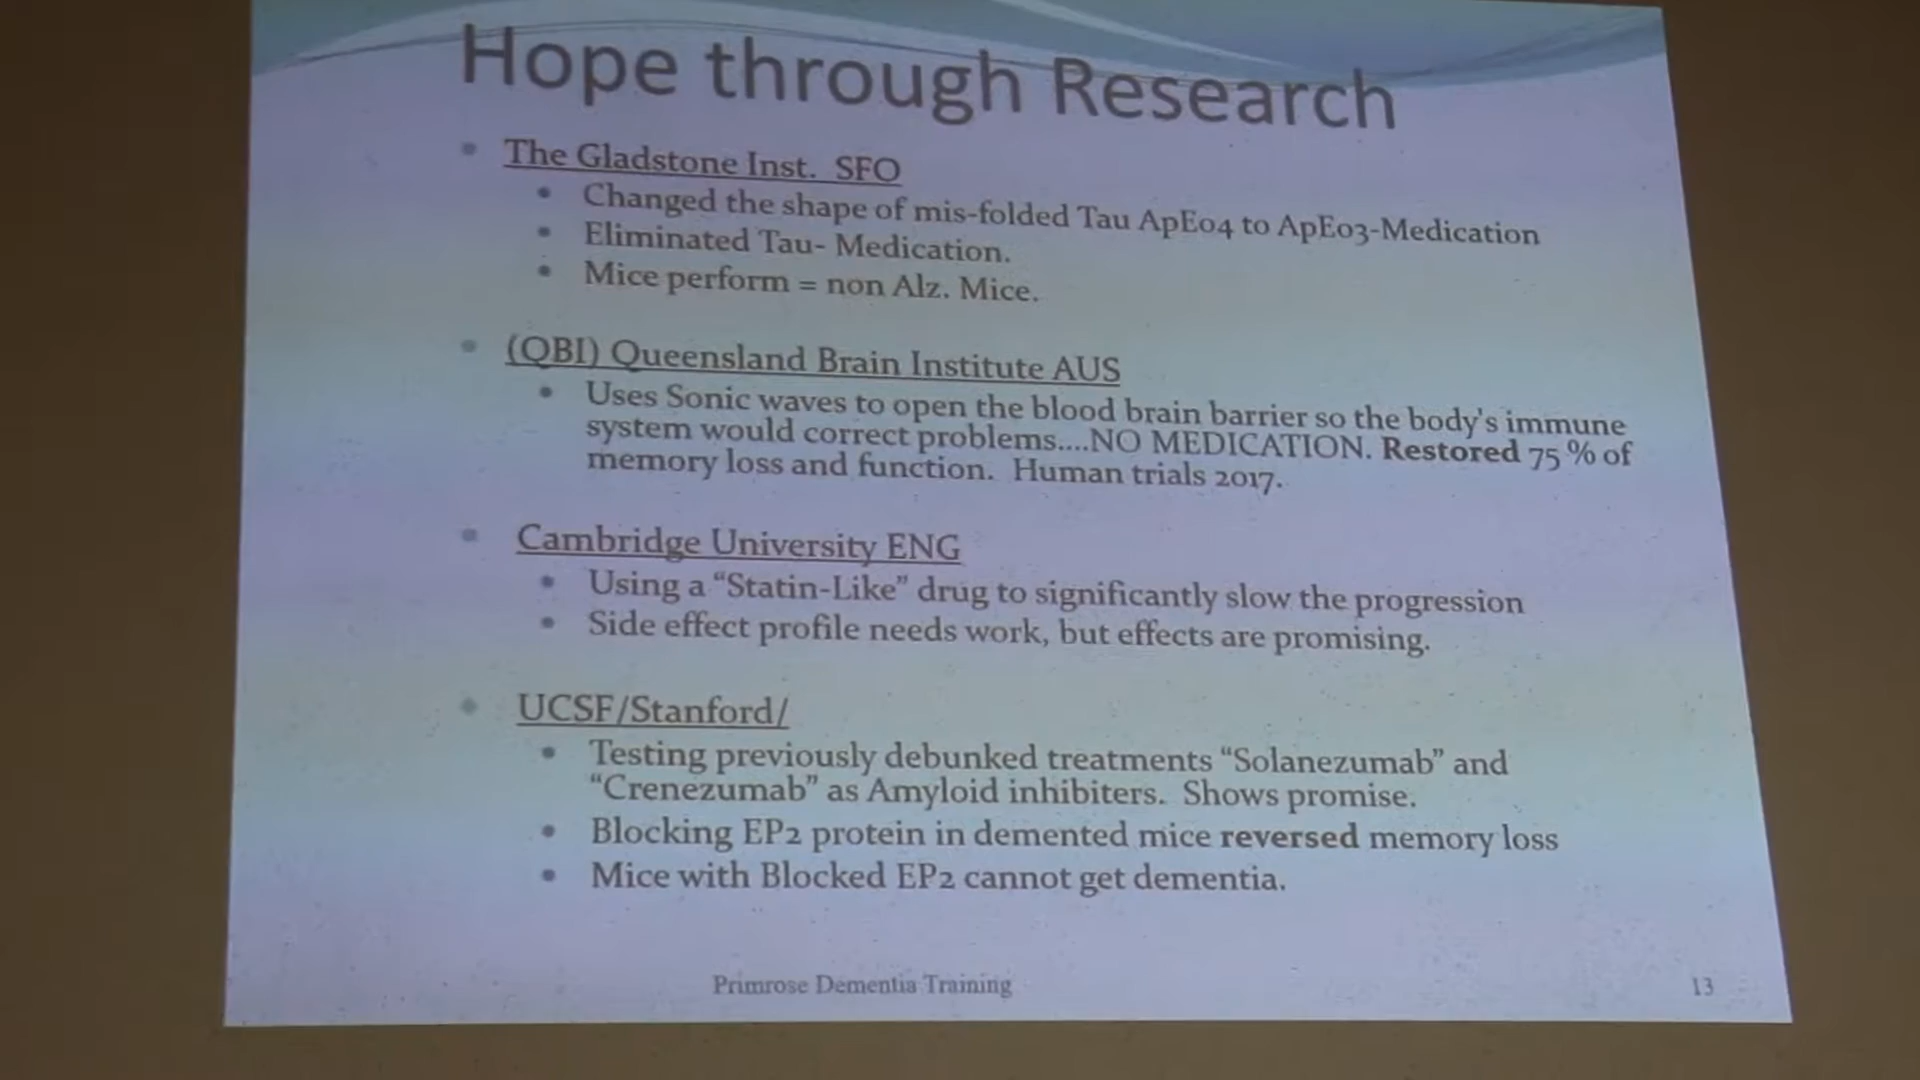 Hope through Research
The Gladstone Inst. SFO
Changed the shape of mis-folded Tau ApE04 to ApE03-Medication
Eliminated Tau- Medication.
Mice perform = non Alz. Mice.
(QBI) Queensland Brain Institute AUS
Uses Sonic waves to open the blood brain barrier so the body's immune
system would correct problems....NO MEDICATION. Restored 75 % of
memory loss and function. Human trials 2017.
Cambridge University ENG
Using a “Statin-Like” drug to significantly slow the progression
Side effect profile needs work, but effects are promising.
UCSF/Stanford/
Testing previously debunked treatments “Solanezumab” and
“Crenezumab” as Amyloid inhibiters. Shows promise.
Blocking EP2 protein in demented mice reversed memory loss
Mice with Blocked EP2 cannot get dementia.
Primrose Dementia Training
13